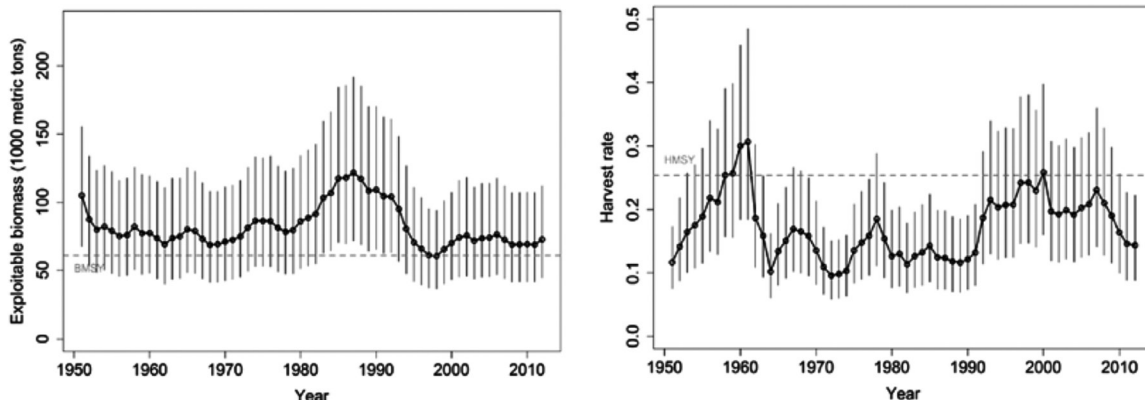 Exploitable biomass (1000 metric tons)
200
150
100
50
0
BMSY
1950 1960 1970 1980 1990 2000 2010
Year
Harvest rate
0.5
0.4
0.3
0.2
0.1
0.0
HMSY
1950 1960 1970 1980 1990 2000 2010
Year